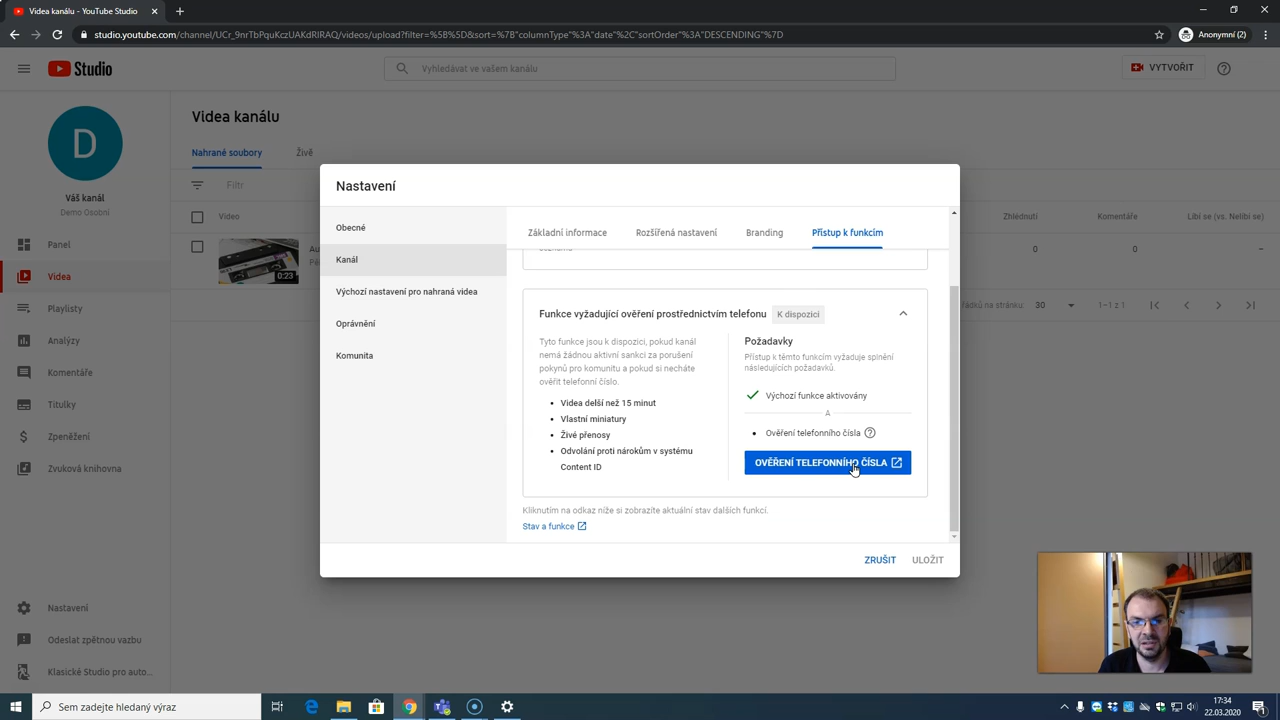 Videa kanálu - YouTube Studio
studio.youtube.com/channel/UCr_9nrTbPquKczUAKdRIRAQ/videos/upload?filter=%5B%5D&sort=%7B"columnType"%3A"date"%2C"sortOrder"%3A"DESCENDING"%7D
Anonymní (2)
Studio
Vyhledávat ve vašem kanálu
VYTVOŘIT
D
Váš kanál
Demo Osobní
Panel
Videa
Playlisty
Analýzy
Komentáře
Titulky
Zpeněžení
Zvuková knihovna
Nastavení
Odeslat zpětnou vazbu
Klasické Studio pro auto...
Videa kanálu
Nahrané soubory
Živě
Filtr
Video
Zhlédnutí
Komentáře
Líbí se (vs. Nelíbí se)
0:23
0
0
–
30
1–1 z 1
Nastavení
Obecné
Kanál
Výchozí nastavení pro nahraná videa
Oprávnění
Komunita
Základní informace
Rozšířená nastavení
Branding
Přístup k funkcím
Funkce vyžadující ověření prostřednictvím telefonu
K dispozici
Tyto funkce jsou k dispozici, pokud kanál
nemá žádnou aktivní sankci za porušení
pokynů pro komunitu a pokud si necháte
ověřit telefonní číslo.
Videa delší než 15 minut
Vlastní miniatury
Živé přenosy
Odvolání proti nárokům v systému
Content ID
Požadavky
Přístup k těmto funkcím vyžaduje splnění
následujících požadavků.
Výchozí funkce aktivovány
A
Ověření telefonního čísla
OVĚŘENÍ TELEFONNÍHO ČÍSLA
Kliknutím na odkaz níže si zobrazíte aktuální stav dalších funkcí.
Stav a funkce
ZRUŠIT
ULOŽIT
Sem zadejte hledaný výraz
17:34
22.03.2020